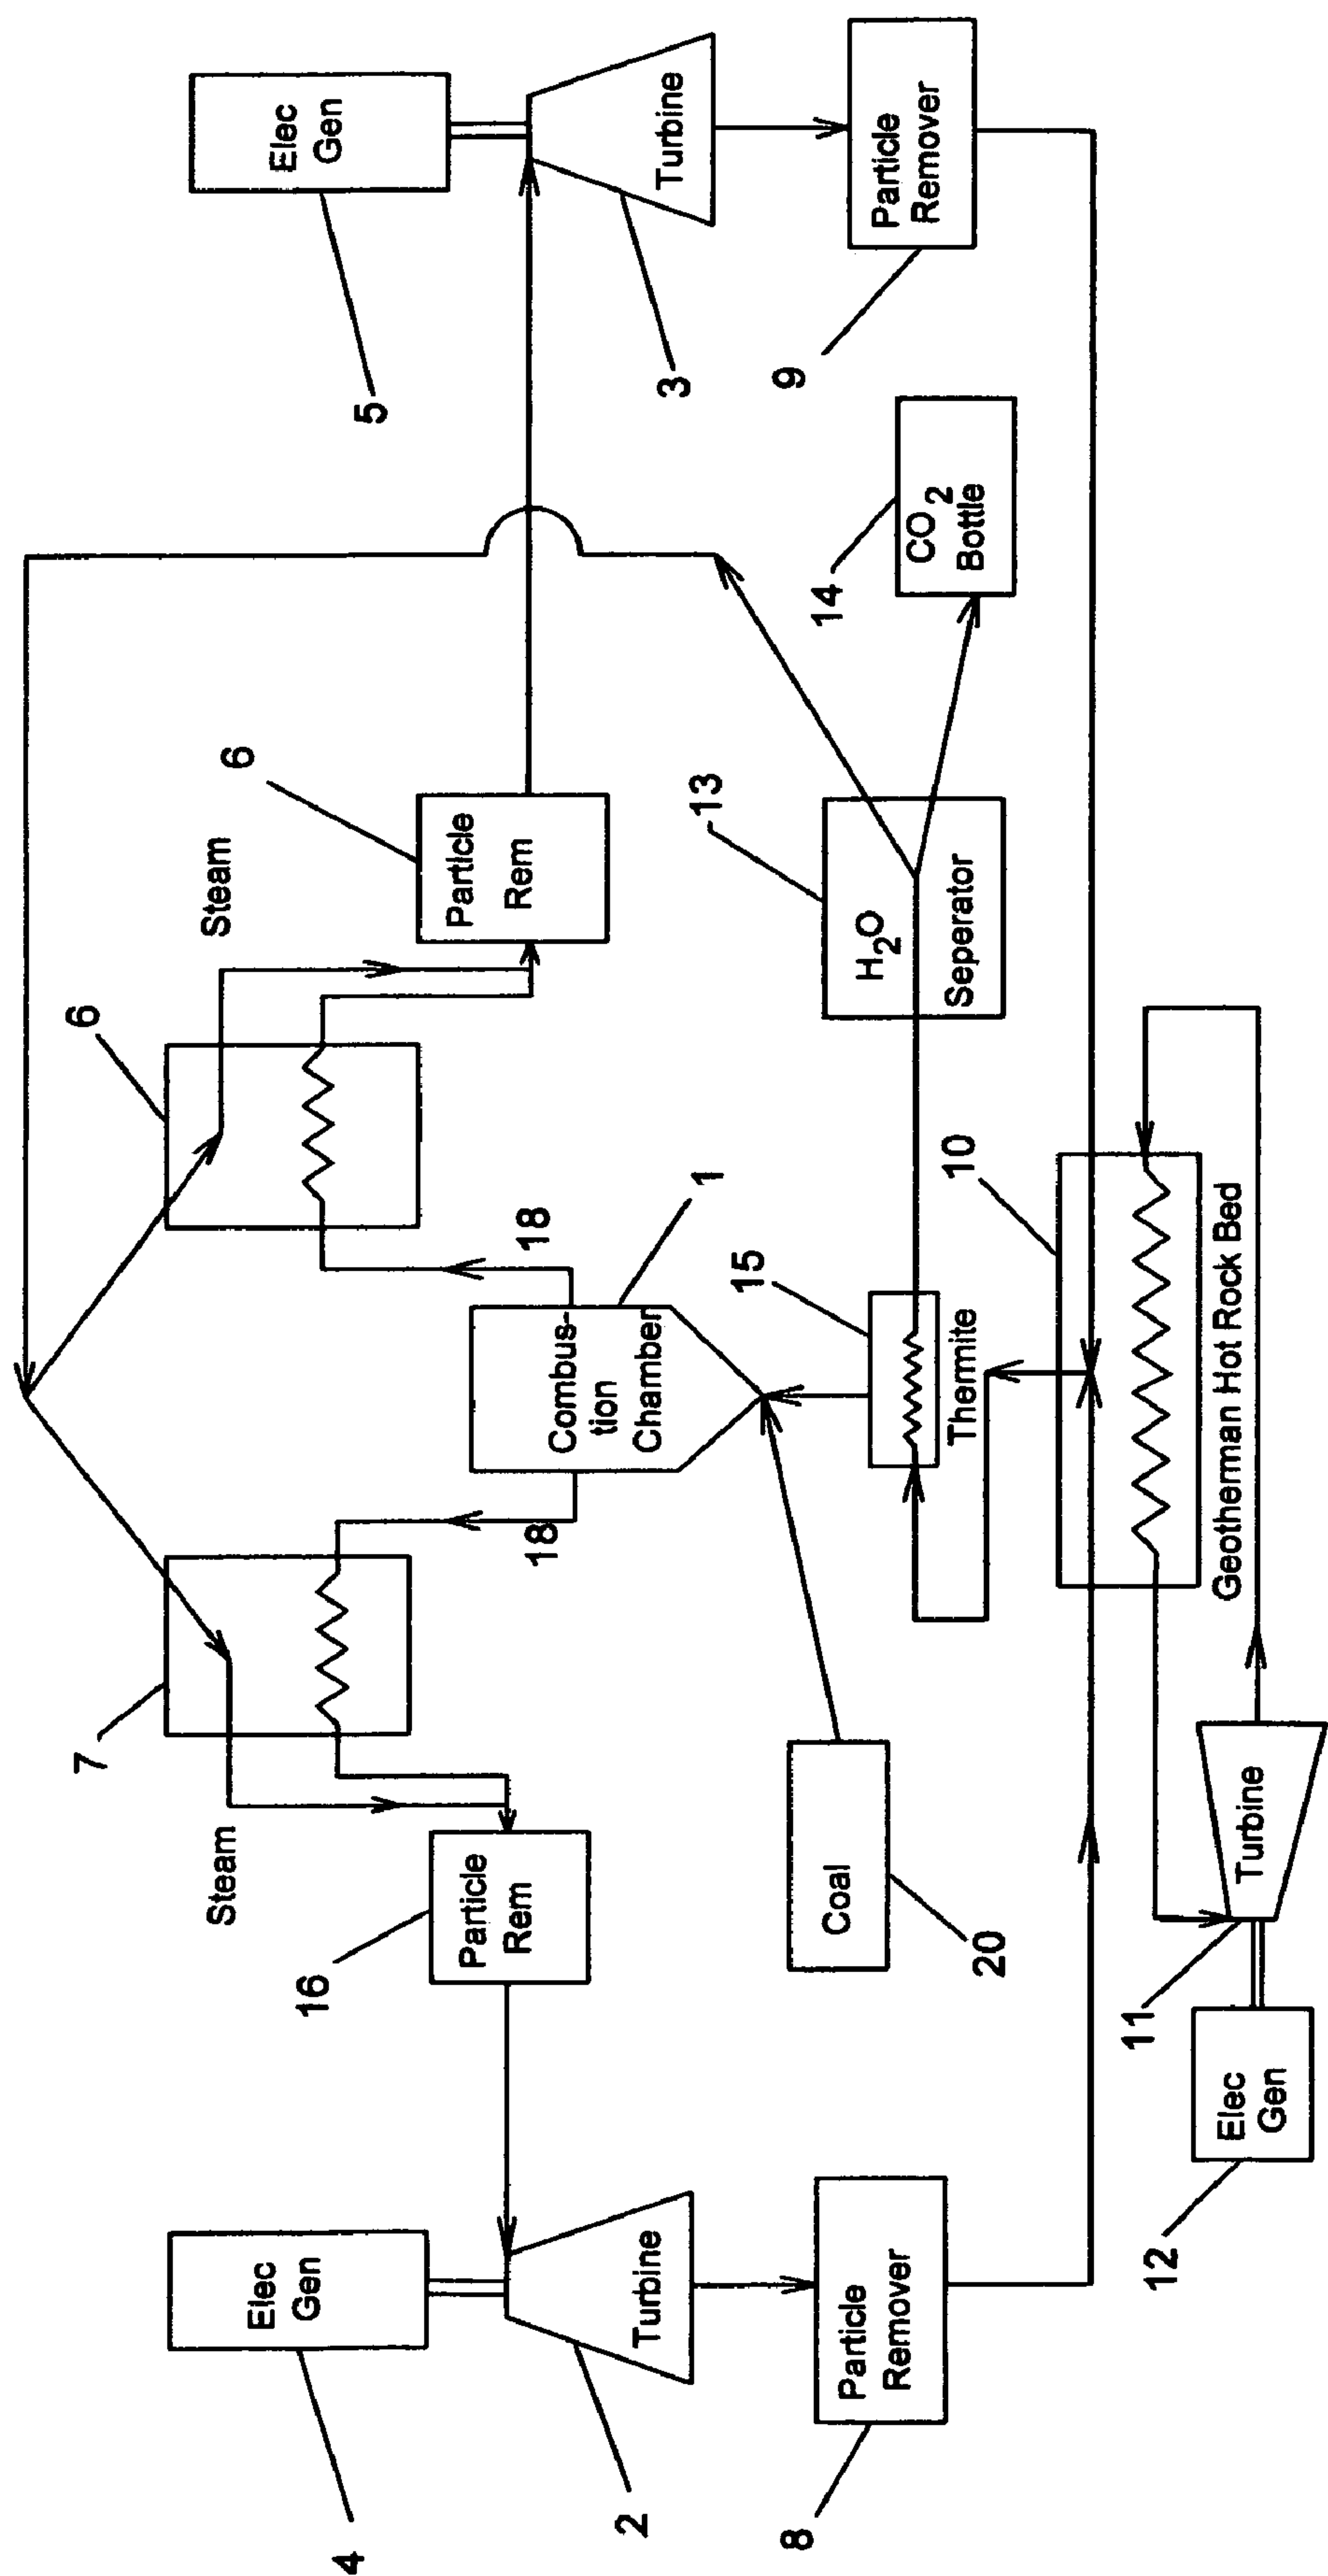 Elec
Gen
4
Turbine
2
Particle
Remover
8
Steam
7
Particle
Rem
16
18
Steam
6
18
Particle
Rem
6
Elec
Gen
5
Turbine
3
Particle
Remover
9
Combus-
tion
Chamber
1
Coal
20
15
Thermite
H2O
Seperator
13
CO2
Bottle
14
10
Geotherman Hot Rock Bed
Turbine
11
Elec
Gen
12